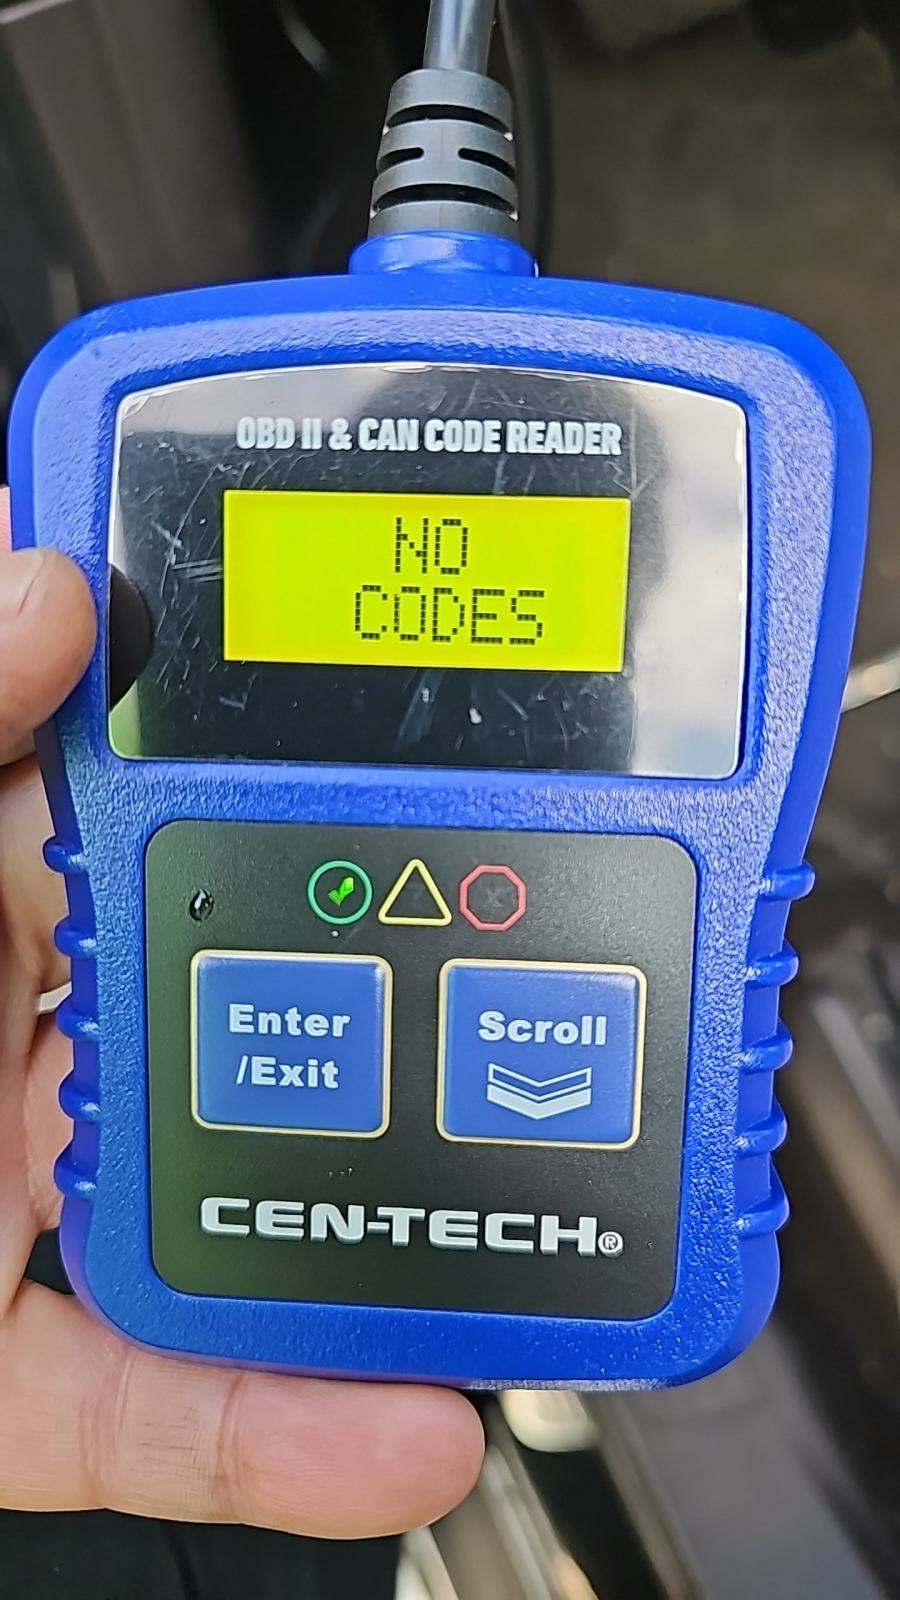 OBD II & CAN CODE READER
NO
CODES
Enter
/Exit
Scroll
CEN-TECH®